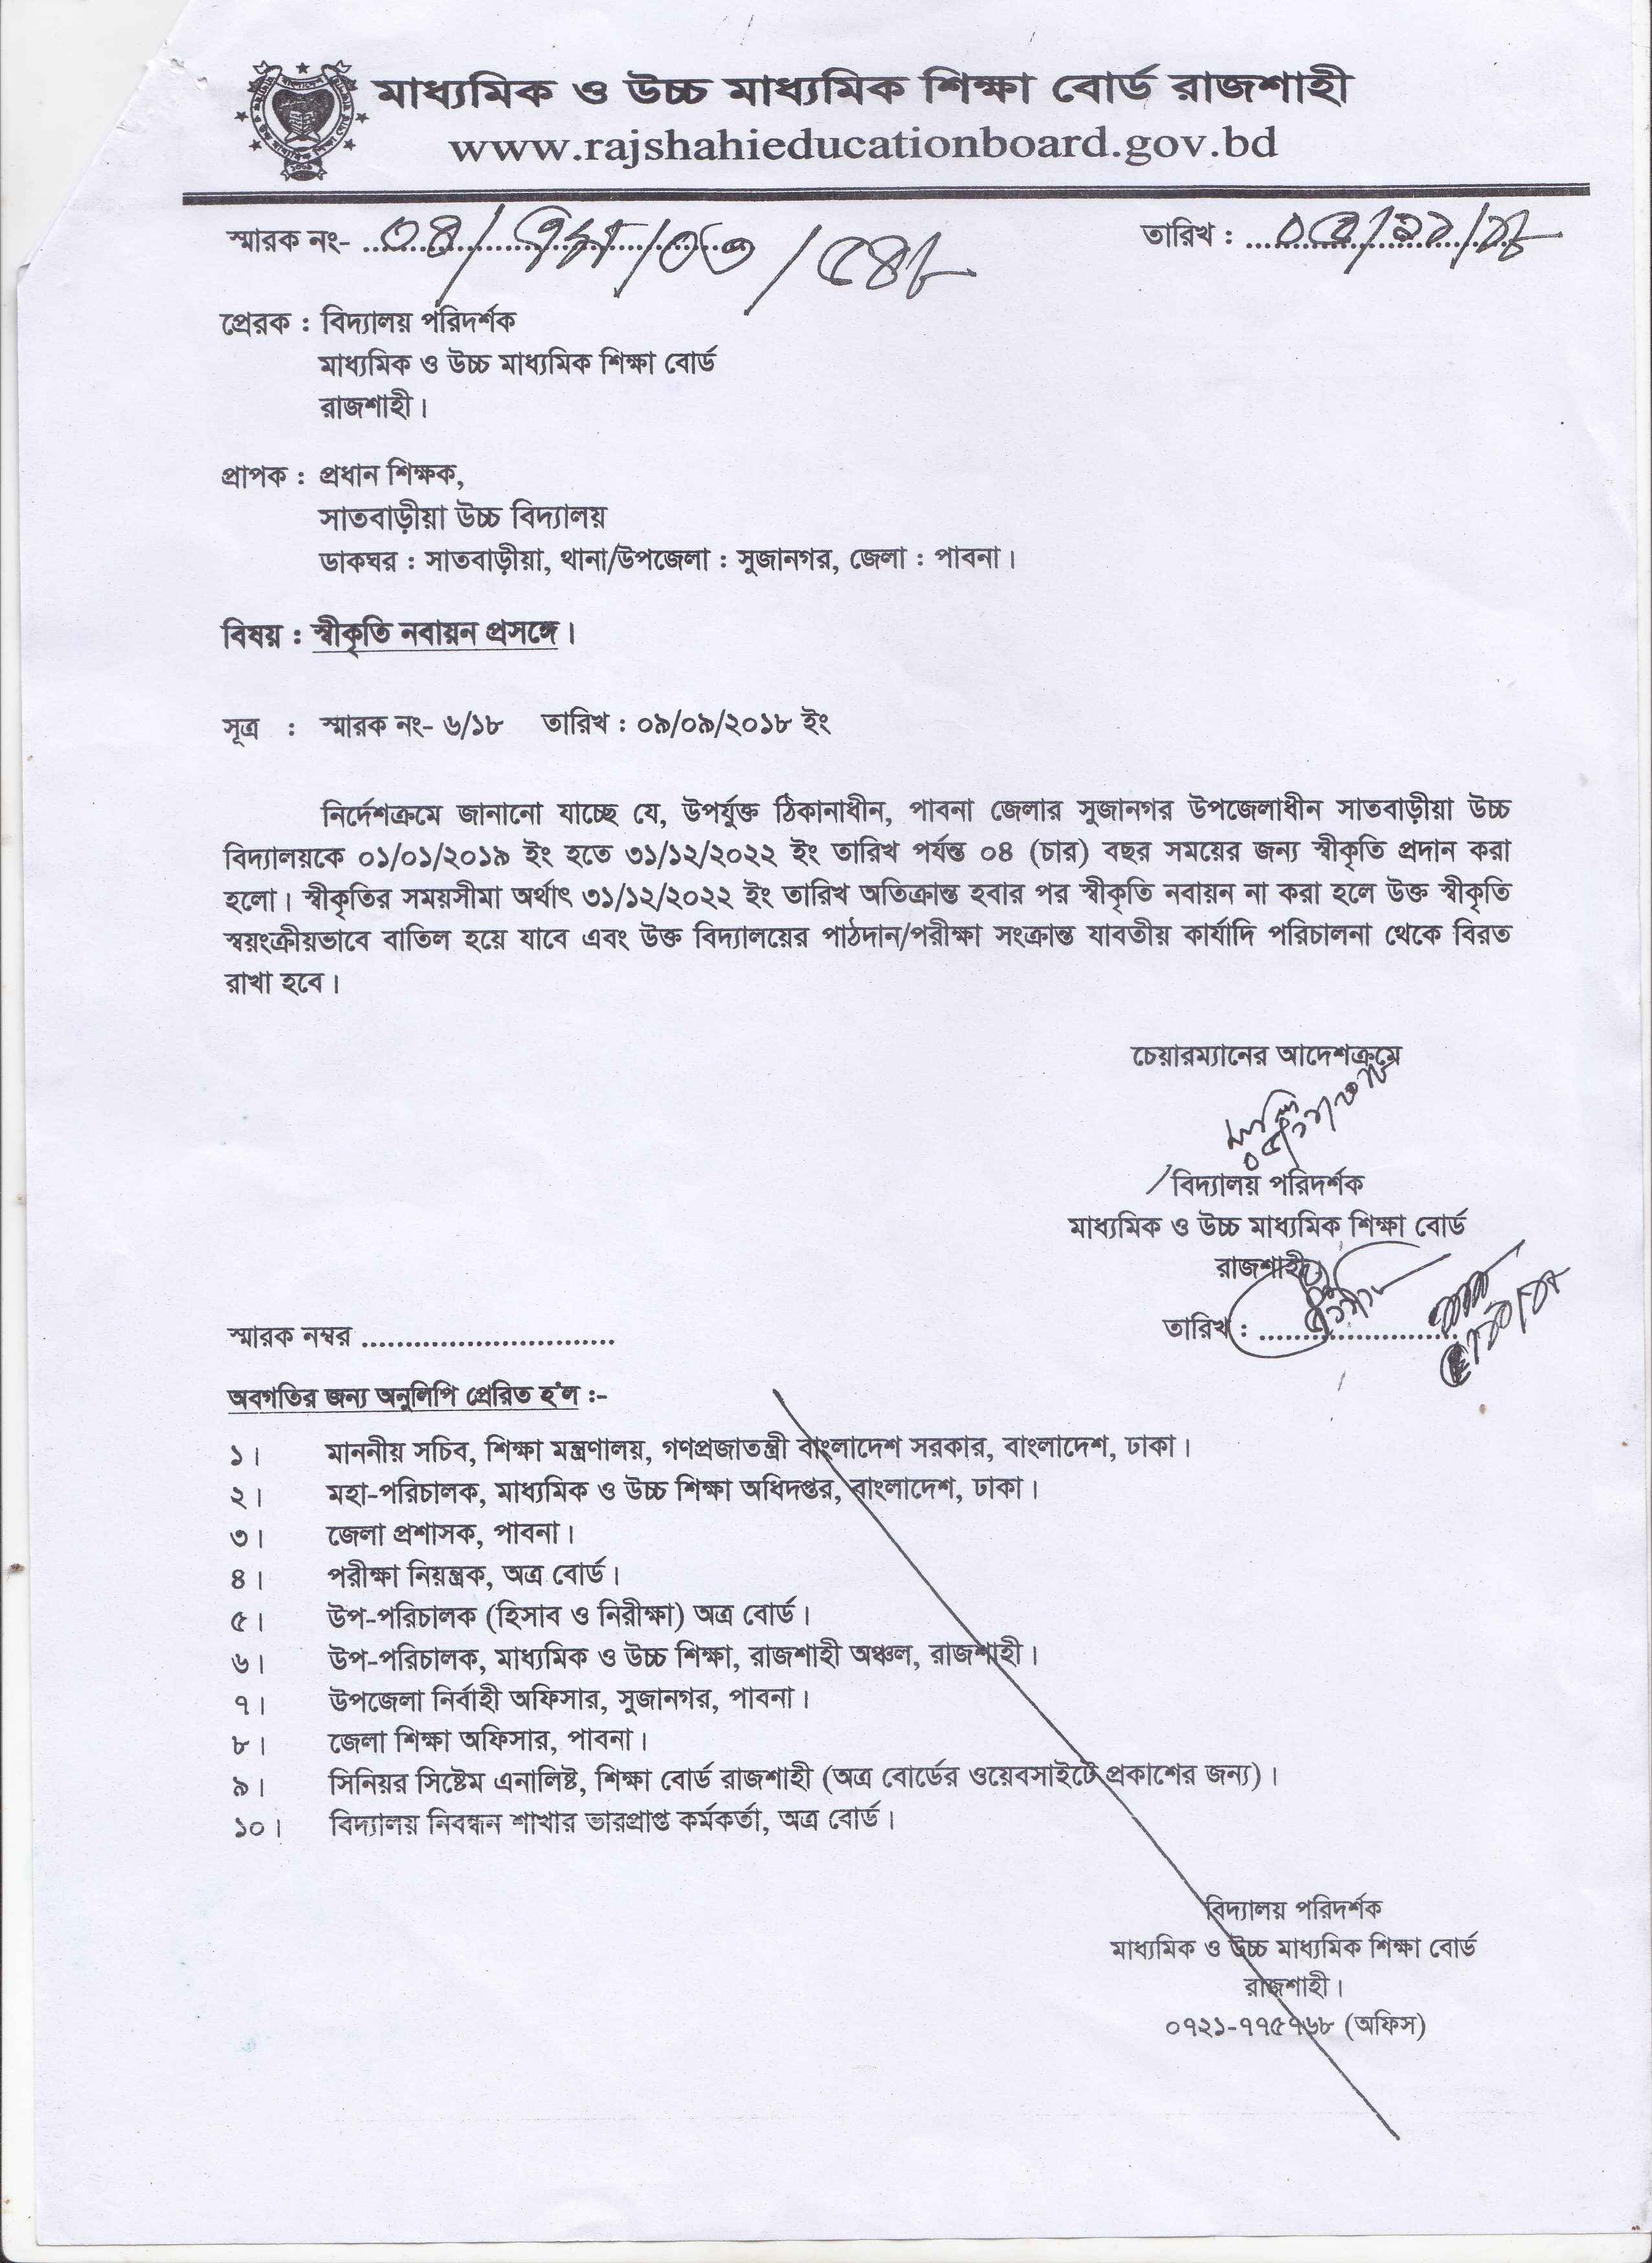 মাধ্যমিক ও উচ্চ মাধ্যমিক শিক্ষা বোর্ড রাজশাহী
www.rajshahieducationboard.gov.bd
স্মারক নং-
তারিখ :
প্রেরক : বিদ্যালয় পরিদর্শক
মাধ্যমিক ও উচ্চ মাধ্যমিক শিক্ষা বোর্ড
রাজশাহী।
প্রাপক : প্রধান শিক্ষক,
সাতবাড়ীয়া উচ্চ বিদ্যালয়
ডাকঘর : সাতবাড়ীয়া, থানা/উপজেলা : সুজানগর, জেলা : পাবনা।
বিষয় : স্বীকৃতি নবায়ন প্রসঙ্গে।
সূত্র : স্মারক নং- ৬/১৮ তারিখ : ০৯/০৯/২০১৮ ইং
নির্দেশক্রমে জানানো যাচ্ছে যে, উপর্যুক্ত ঠিকানাধীন, পাবনা জেলার সুজানগর উপজেলাধীন সাতবাড়ীয়া উচ্চ
বিদ্যালয়কে ০১/০১/২০১৯ ইং হতে ৩১/১২/২০২২ ইং তারিখ পর্যন্ত ০৪ (চার) বছর সময়ের জন্য স্বীকৃতি প্রদান করা
হলো। স্বীকৃতির সময়সীমা অর্থাৎ ৩১/১২/২০২২ ইং তারিখ অতিক্রান্ত হবার পর স্বীকৃতি নবায়ন না করা হলে উক্ত স্বীকৃতি
স্বয়ংক্রীয়ভাবে বাতিল হয়ে যাবে এবং উক্ত বিদ্যালয়ের পাঠদান/পরীক্ষা সংক্রান্ত যাবতীয় কার্যাদি পরিচালনা থেকে বিরত
রাখা হবে।
চেয়ারম্যানের আদেশক্রমে
বিদ্যালয় পরিদর্শক
মাধ্যমিক ও উচ্চ মাধ্যমিক শিক্ষা বোর্ড
রাজশাহী
স্মারক নম্বর ............................
তারিখ : ............................
অবগতির জন্য অনুলিপি প্রেরিত হ'ল :-
১। মাননীয় সচিব, শিক্ষা মন্ত্রণালয়, গণপ্রজাতন্ত্রী বাংলাদেশ সরকার, বাংলাদেশ, ঢাকা।
২। মহা-পরিচালক, মাধ্যমিক ও উচ্চ শিক্ষা অধিদপ্তর, বাংলাদেশ, ঢাকা।
৩। জেলা প্রশাসক, পাবনা।
৪। পরীক্ষা নিয়ন্ত্রক, অত্র বোর্ড।
৫। উপ-পরিচালক (হিসাব ও নিরীক্ষা) অত্র বোর্ড।
৬। উপ-পরিচালক, মাধ্যমিক ও উচ্চ শিক্ষা, রাজশাহী অঞ্চল, রাজশাহী।
৭। উপজেলা নির্বাহী অফিসার, সুজানগর, পাবনা।
৮। জেলা শিক্ষা অফিসার, পাবনা।
৯। সিনিয়র সিষ্টেম এনালিষ্ট, শিক্ষা বোর্ড রাজশাহী (অত্র বোর্ডের ওয়েবসাইটে প্রকাশের জন্য)।
১০। বিদ্যালয় নিবন্ধন শাখার ভারপ্রাপ্ত কর্মকর্তা, অত্র বোর্ড।
বিদ্যালয় পরিদর্শক
মাধ্যমিক ও উচ্চ মাধ্যমিক শিক্ষা বোর্ড
রাজশাহী।
০৭২১-৭৭৫৭৬৮ (অফিস)